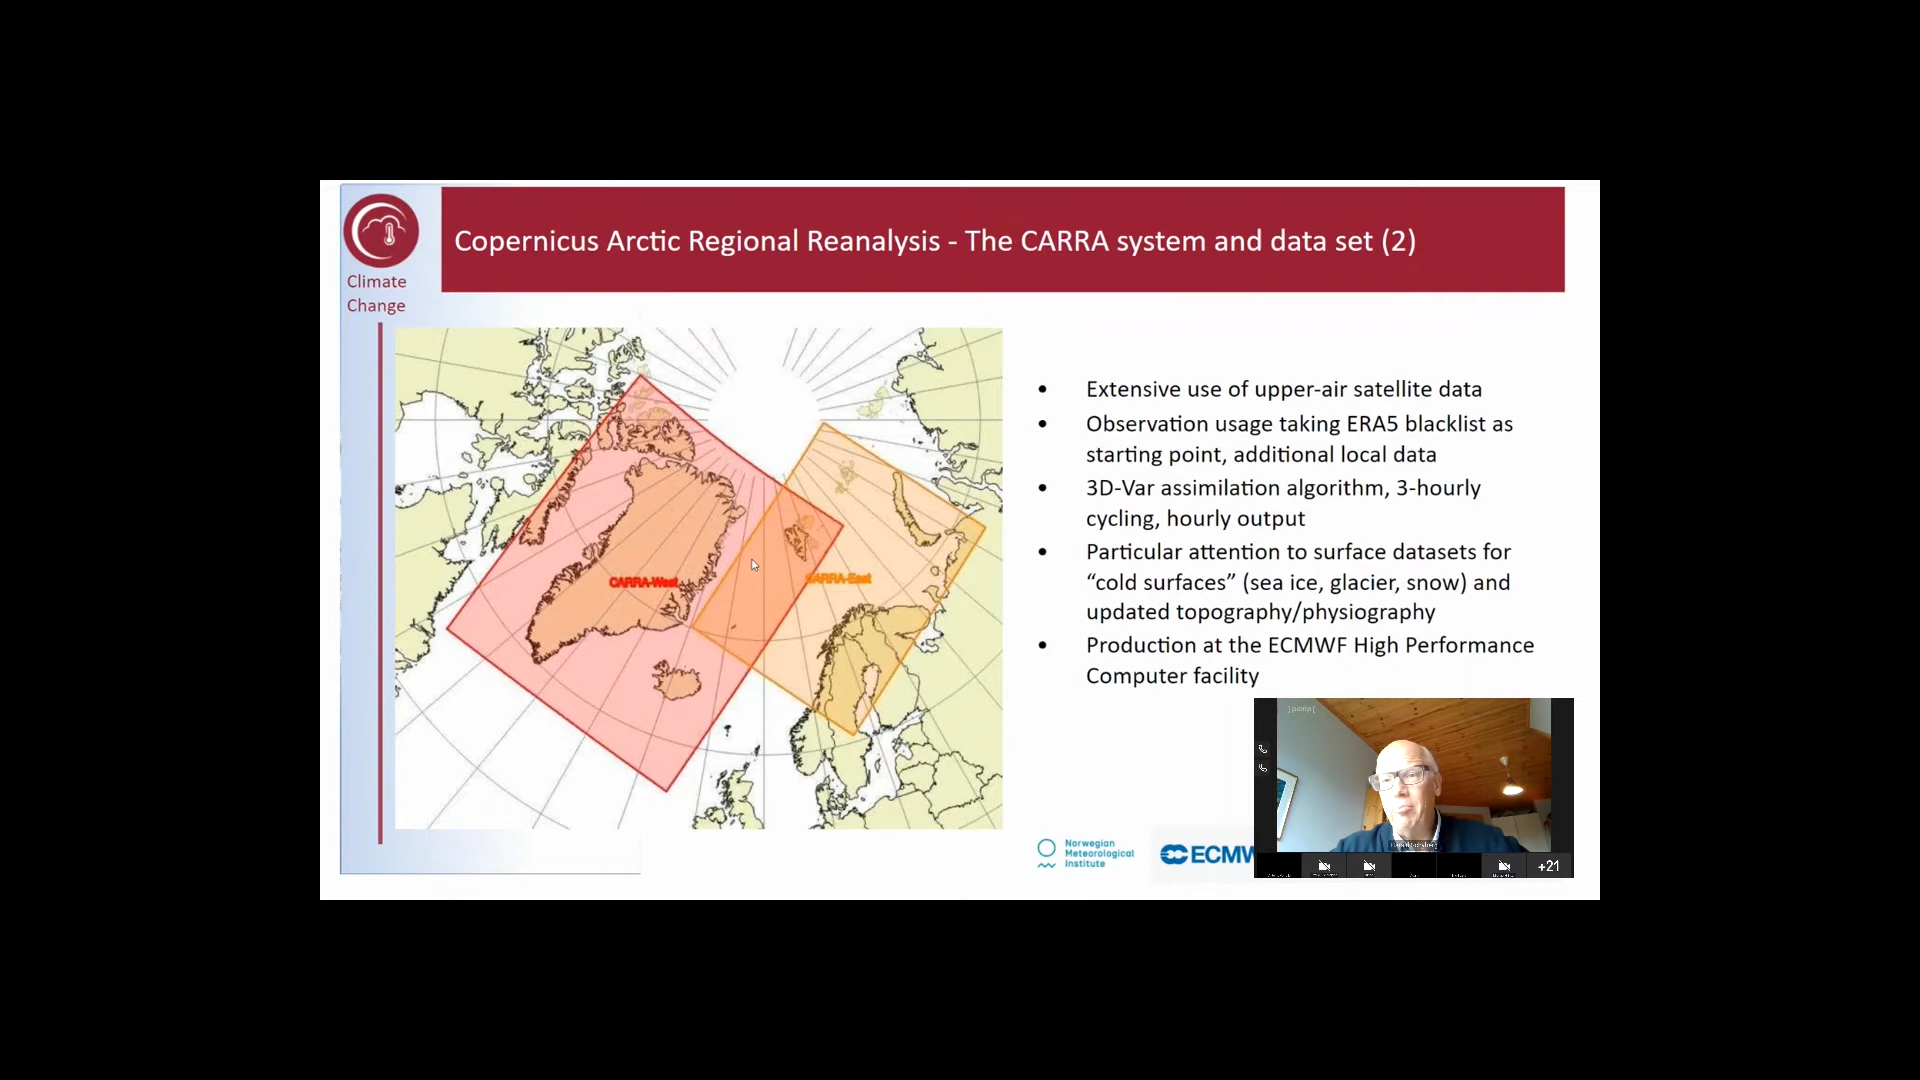 Copernicus Arctic Regional Reanalysis - The CARRA system and data set (2)
Climate
Change
CARRA-West
CARRA-East
• Extensive use of upper-air satellite data
• Observation usage taking ERA5 blacklist as
starting point, additional local data
• 3D-Var assimilation algorithm, 3-hourly
cycling, hourly output
• Particular attention to surface datasets for
“cold surfaces” (sea ice, glacier, snow) and
updated topography/physiography
• Production at the ECMWF High Performance
Computer facility
Norwegian
Meteorological
Institute
ECMW
+21